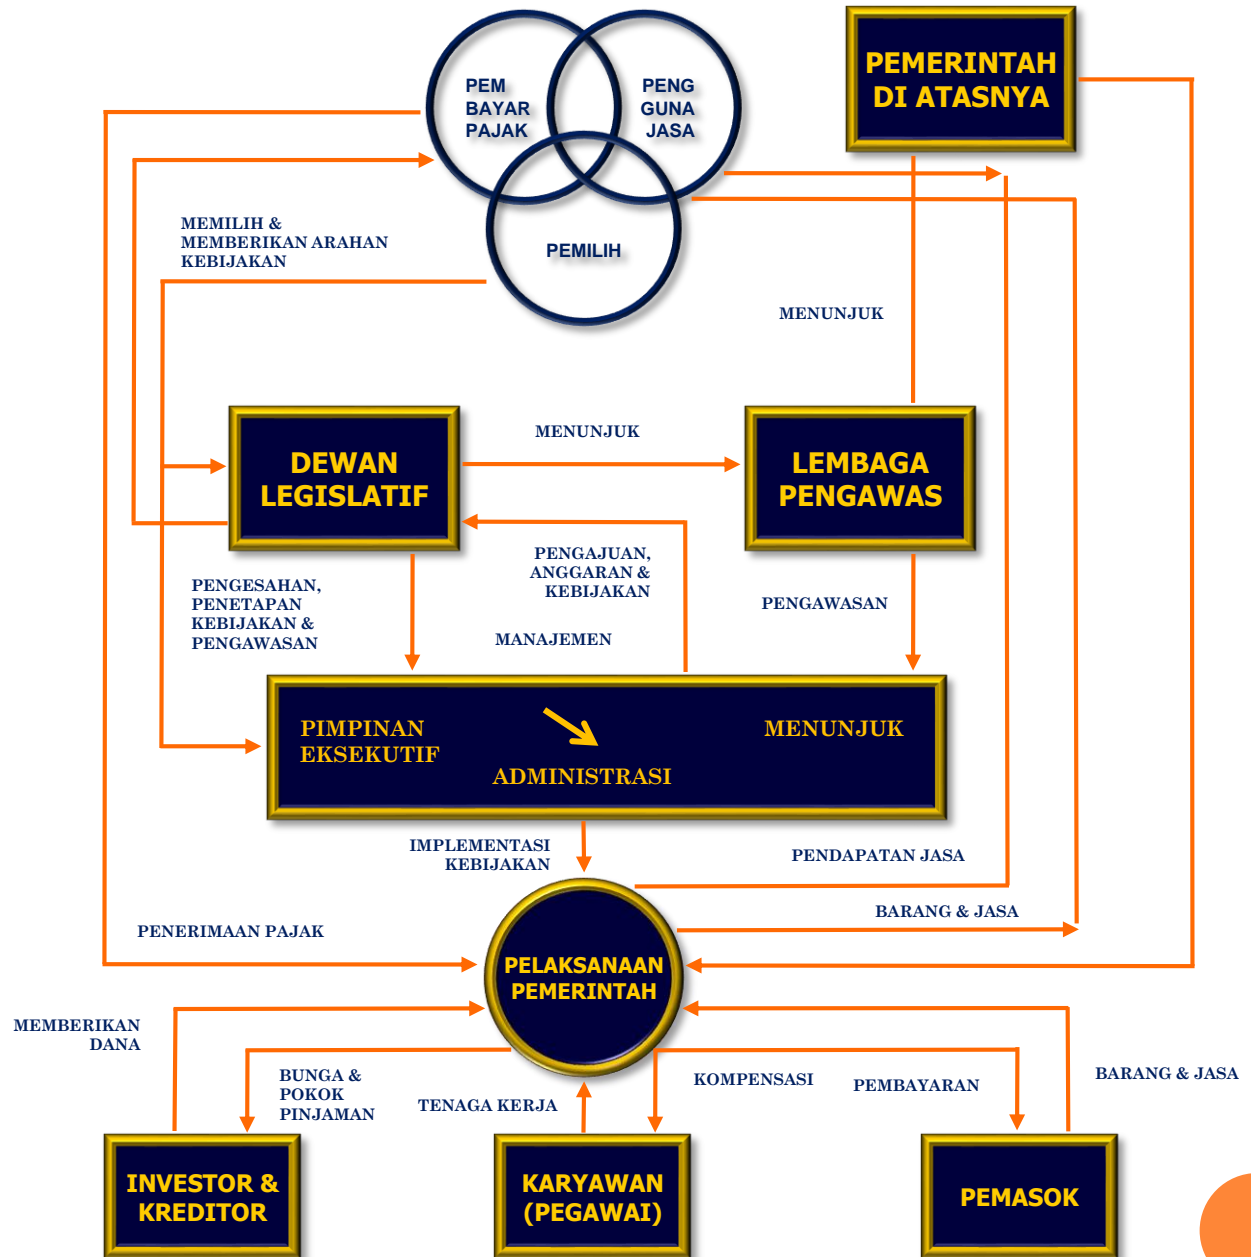 PEM
BAYAR
PAJAK
PENG
GUNA
JASA
PEMERINTAH
DI ATASNYA
MEMILIH &
MEMBERIKAN ARAHAN
KEBIJAKAN
PEMILIH
MENUNJUK
DEWAN
LEGISLATIF
MENUNJUK
LEMBAGA
PENGAWAS
PENGESAHAN,
PENETAPAN
KEBIJAKAN &
PENGAWASAN
PENGAJUAN,
ANGGARAN &
KEBIJAKAN
MANAJEMEN
PENGAWASAN
PIMPINAN
EKSEKUTIF
MENUNJUK
ADMINISTRASI
IMPLEMENTASI
KEBIJAKAN
PENDAPATAN JASA
BARANG & JASA
PENERIMAAN PAJAK
PELAKSANAAN
PEMERINTAH
MEMBERIKAN
DANA
BUNGA &
POKOK
PINJAMAN
TENAGA KERJA
KOMPENSASI
PEMBAYARAN
BARANG & JASA
INVESTOR &
KREDITOR
KARYAWAN
(PEGAWAI)
PEMASOK